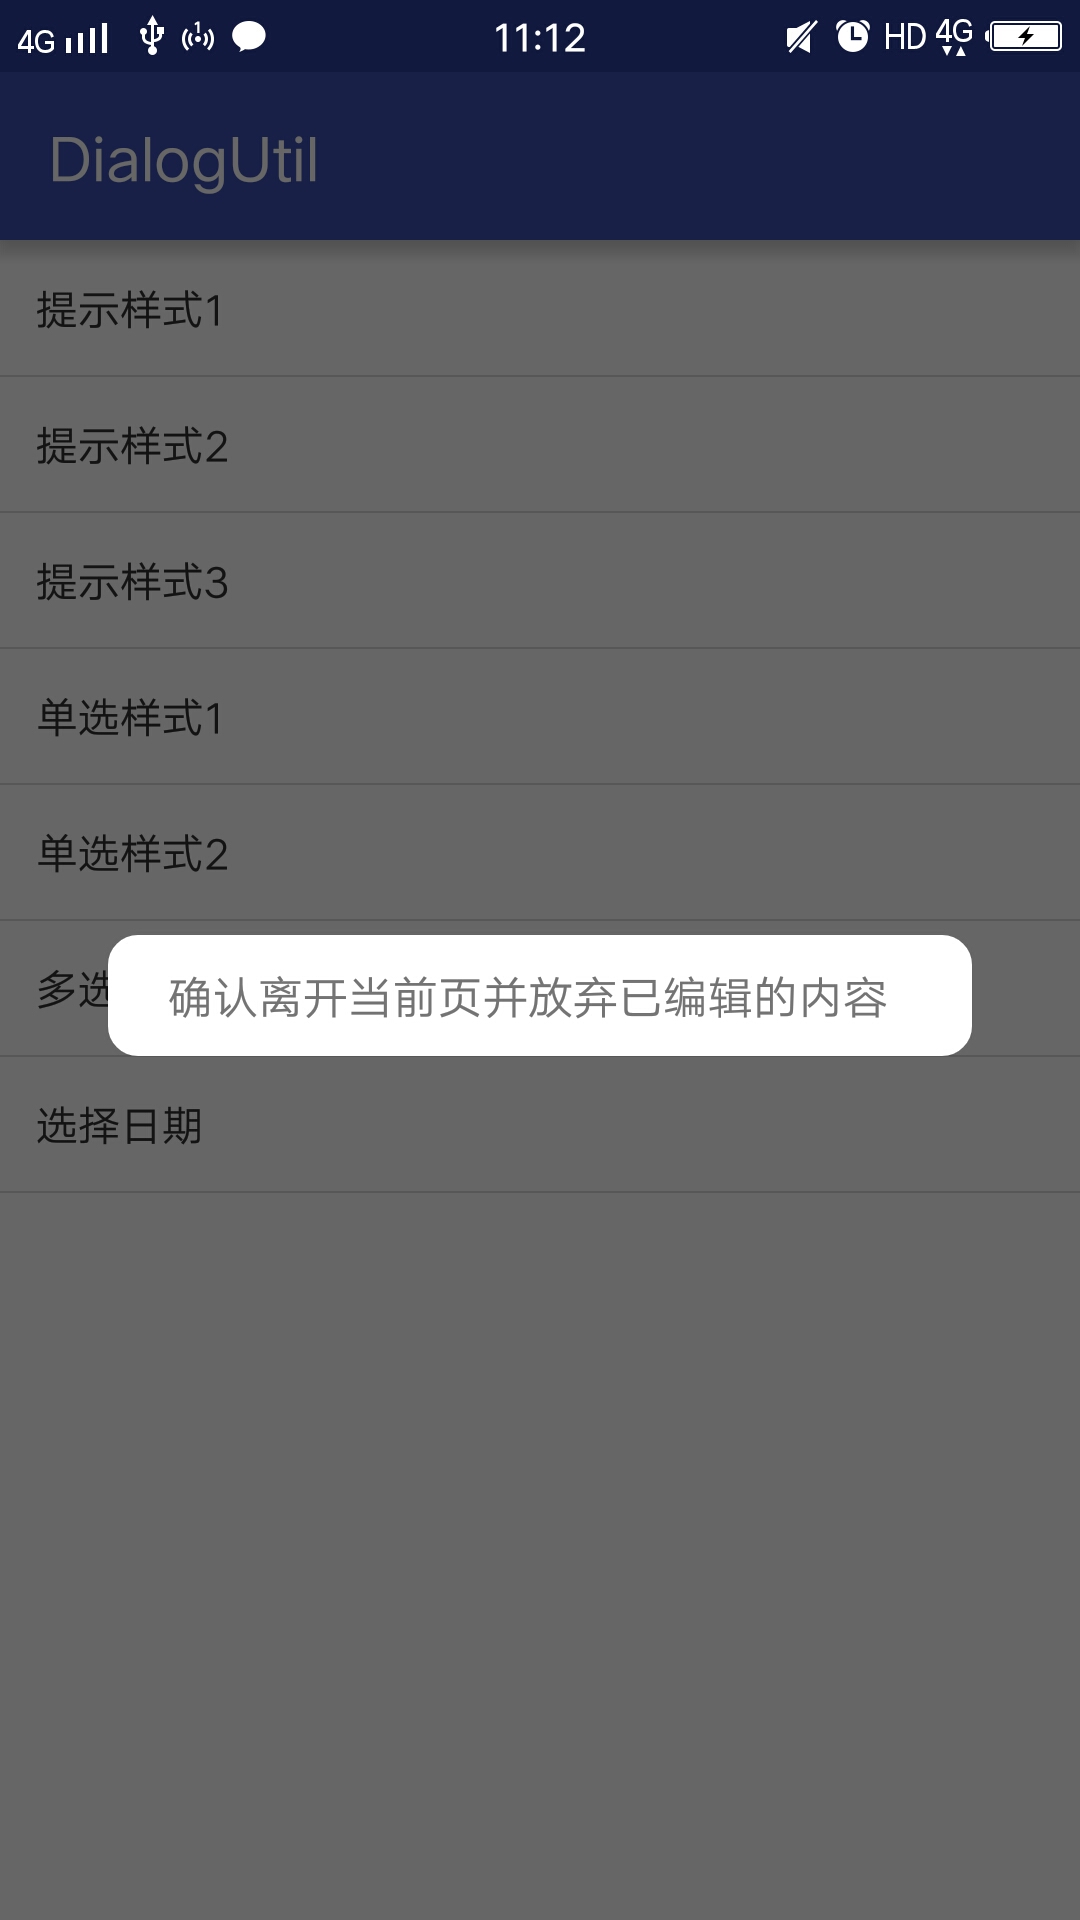 4G 1 11:12 HD 4G
DialogUtil
提示样式1
提示样式2
提示样式3
单选样式1
单选样式2
多选
确认离开当前页并放弃已编辑的内容
选择日期